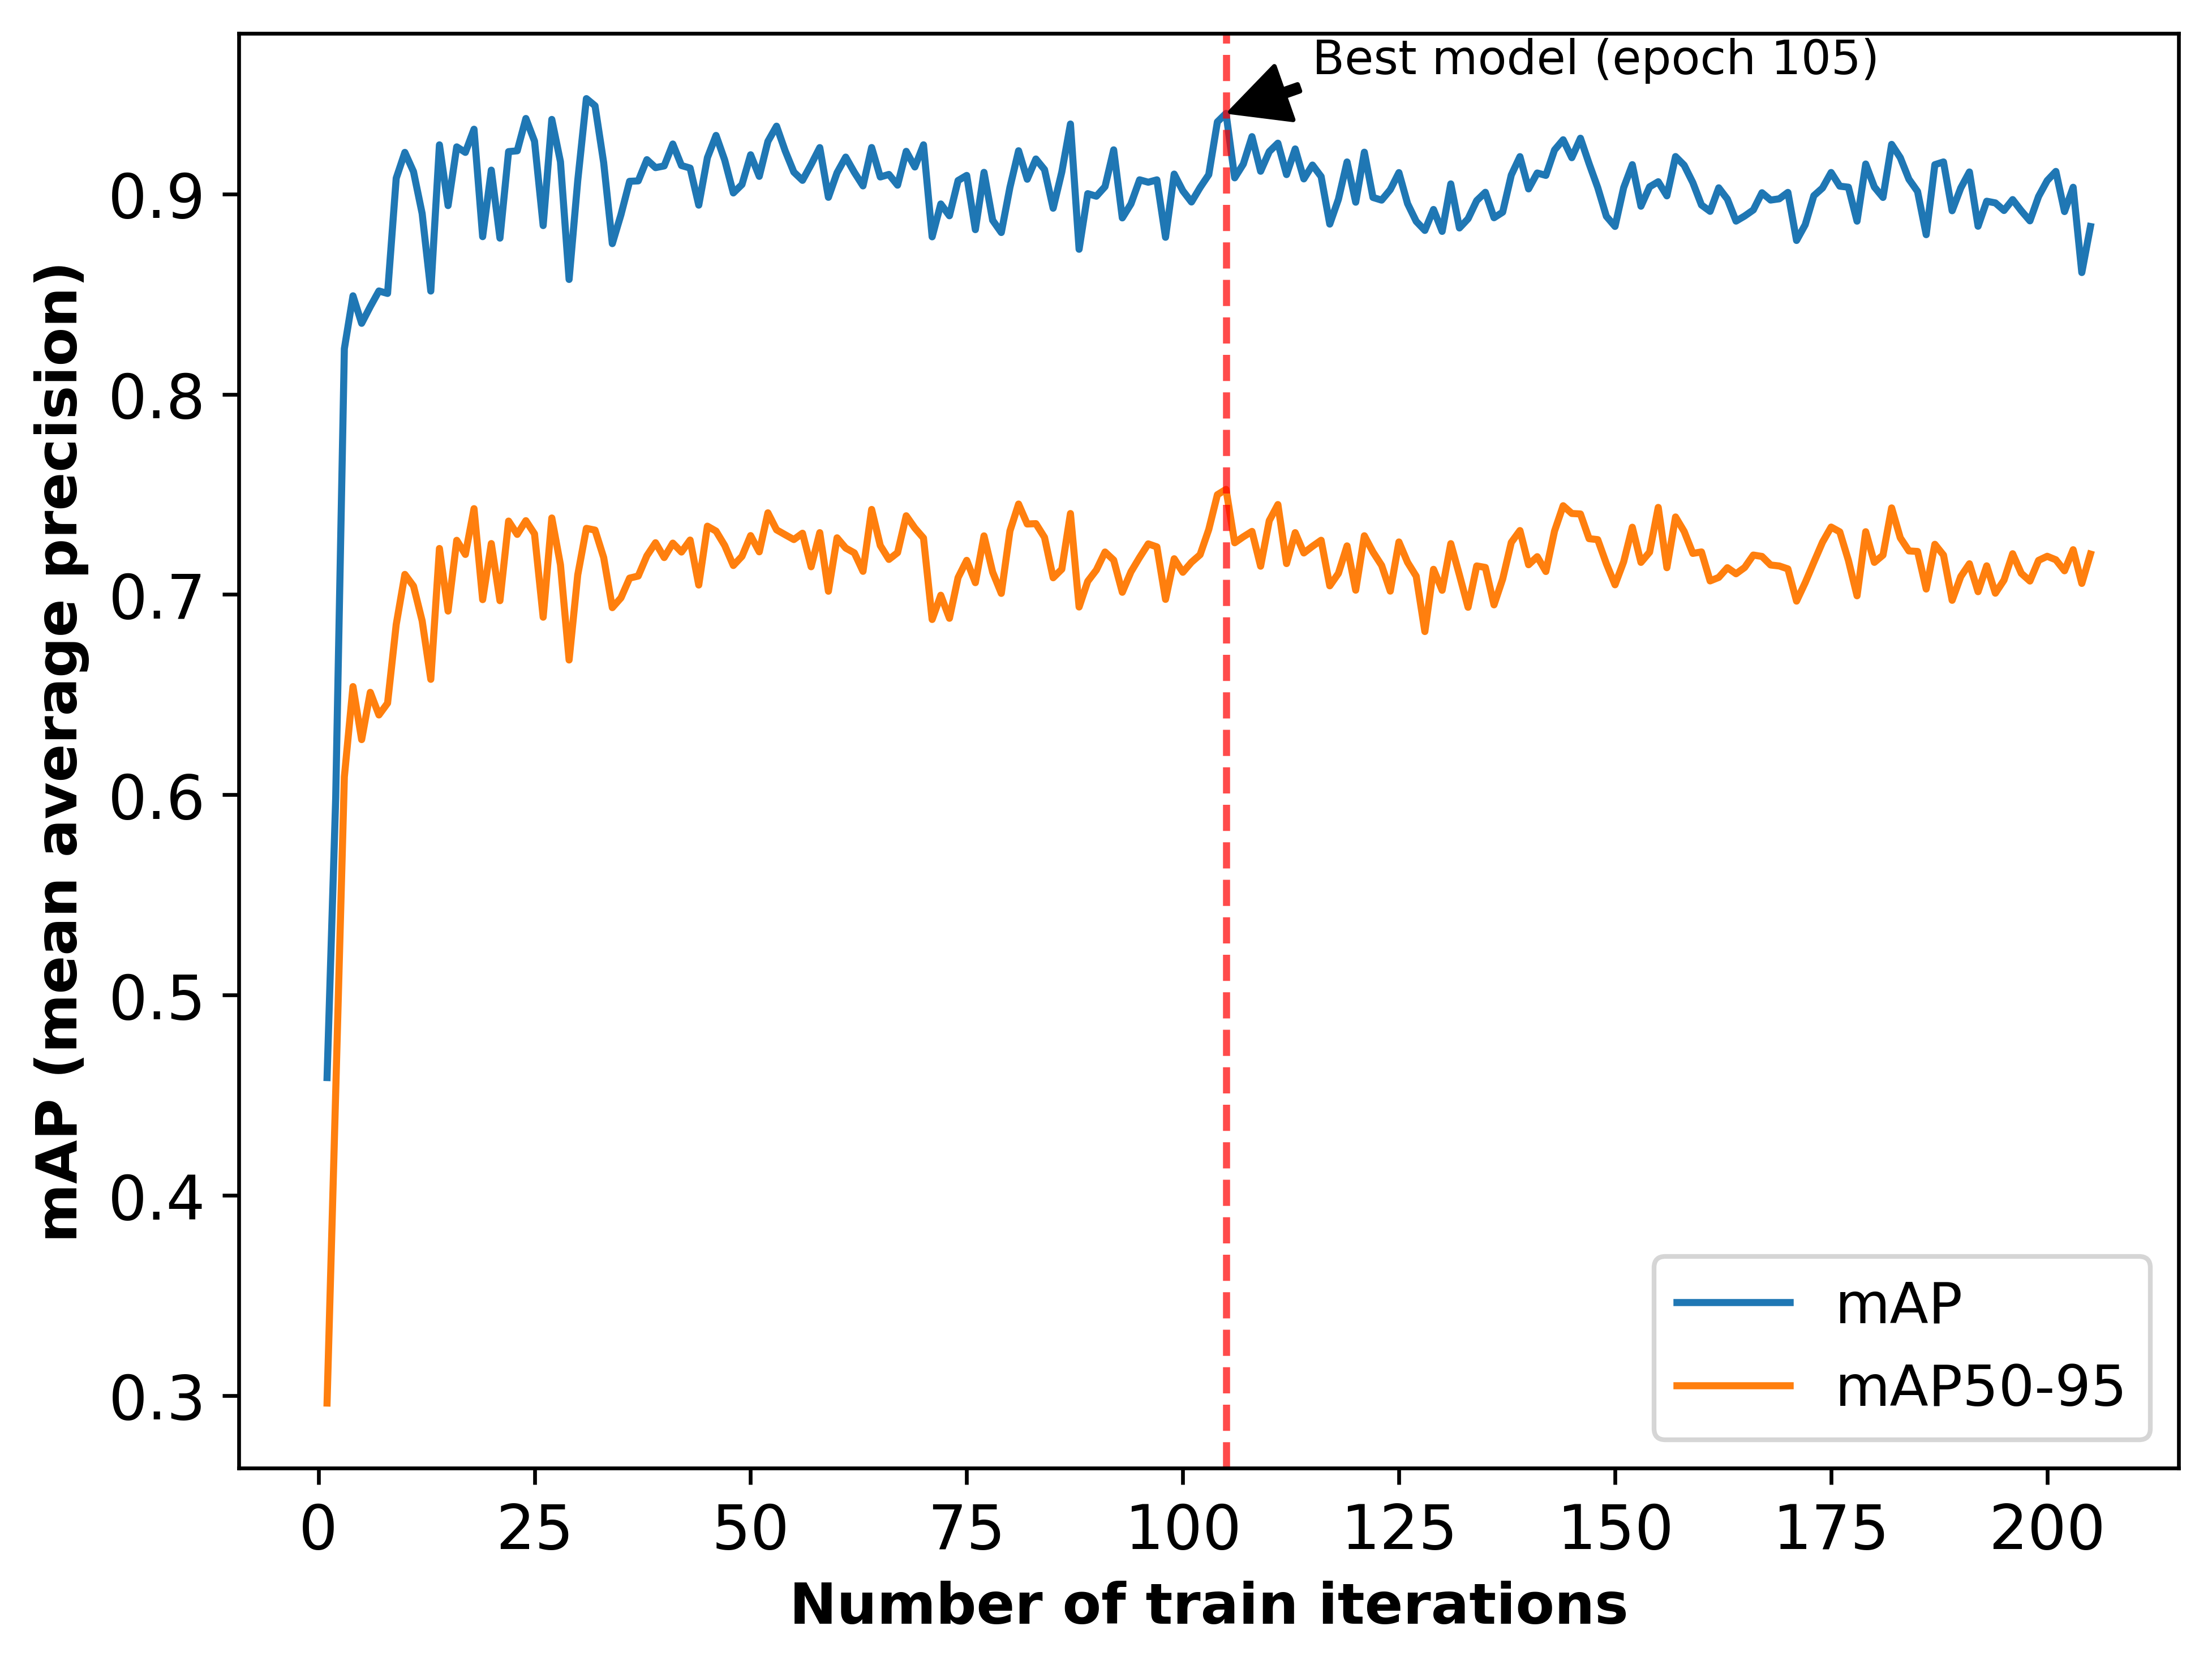 Best model (epoch 105)
mAP (mean average precision)
0.9
0.8
0.7
0.6
0.5
0.4
0.3
mAP
mAP50-95
0 25 50 75 100 125 150 175 200
Number of train iterations